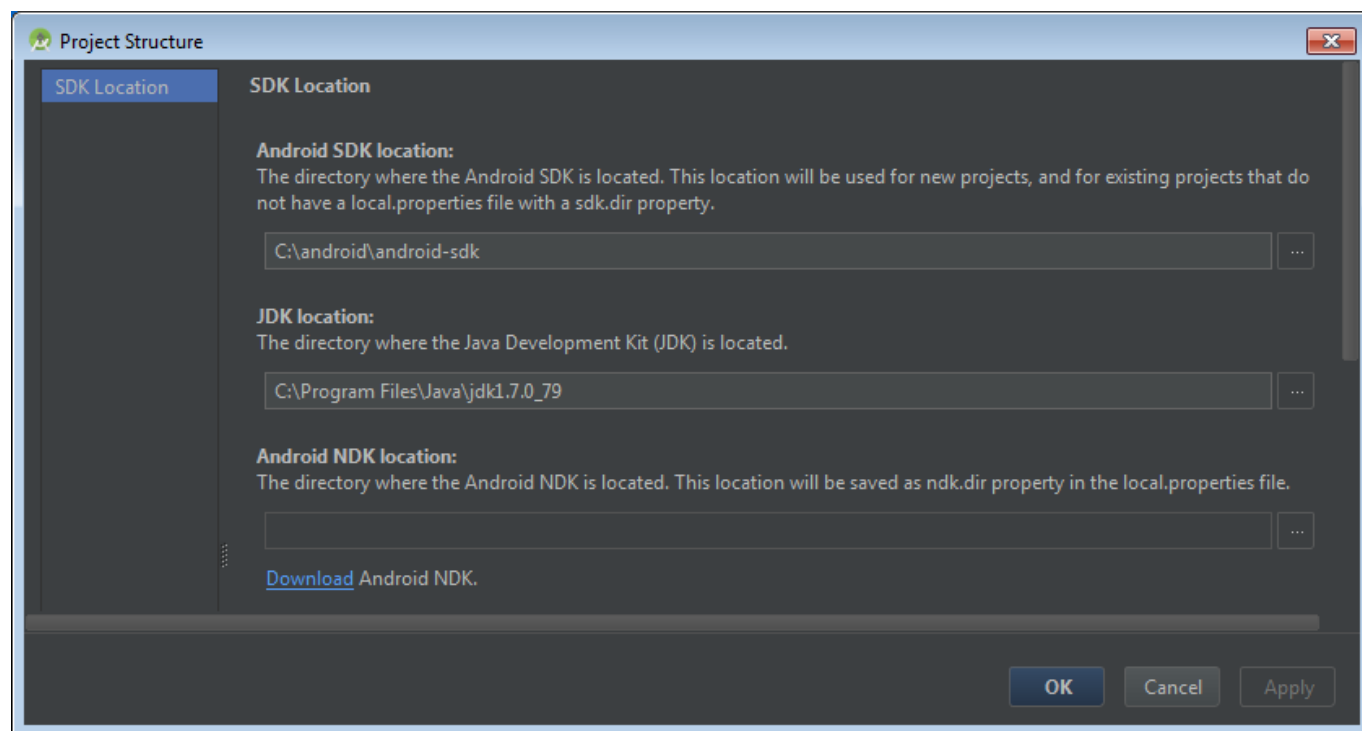 Project Structure
SDK Location
SDK Location
Android SDK location:
The directory where the Android SDK is located. This location will be used for new projects, and for existing projects that do
not have a local.properties file with a sdk.dir property.
C:\android\android-sdk
...
JDK location:
The directory where the Java Development Kit (JDK) is located.
C:\Program Files\Java\jdk1.7.0_79
...
Android NDK location:
The directory where the Android NDK is located. This location will be saved as ndk.dir property in the local.properties file.
...
Download Android NDK.
OK Cancel Apply